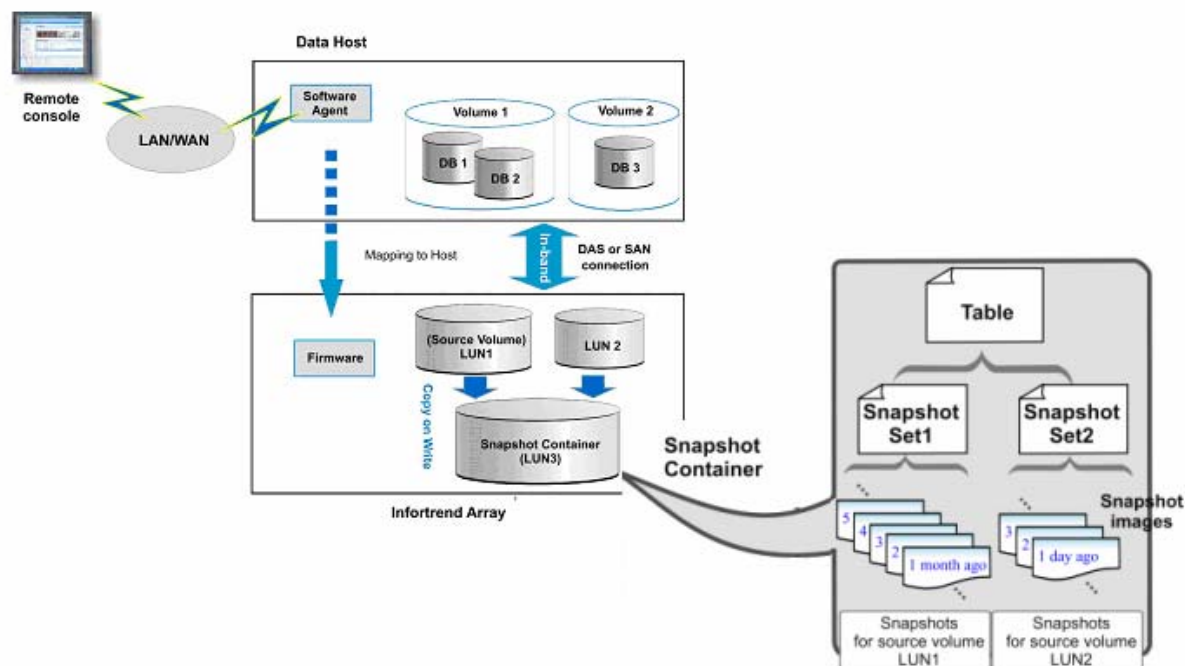 Data Host
Remote
console
LAN/WAN
Software
Agent
Volume 1
DB 1
DB 2
Volume 2
DB 3
Mapping to Host
In-band
DAS or SAN
connection
Firmware
(Source Volume)
LUN1
LUN 2
Copy on Write
Snapshot Container
(LUN3)
Infortrend Array
Snapshot
Container
Table
Snapshot
Set1
Snapshot
Set2
Snapshot
images
...
5
4
3
2
1 month ago
...
...
3
2
1 day ago
...
Snapshots
for source volume
LUN1
Snapshots
for source volume
LUN2